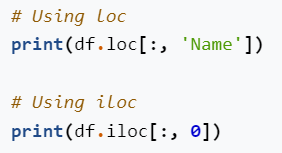 # Using loc
print(df.loc[:, 'Name'])
# Using iloc
print(df.iloc[:, 0])